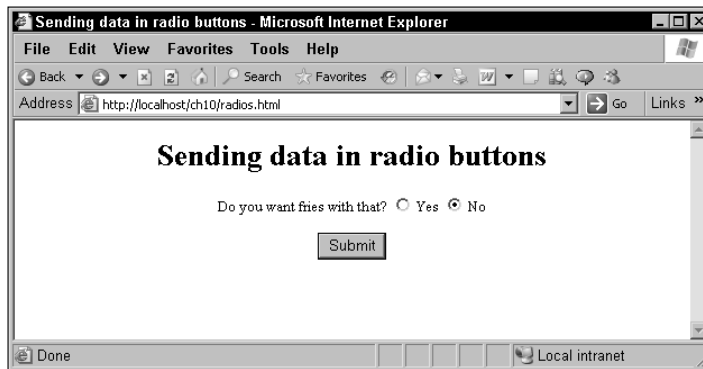 Sending data in radio buttons - Microsoft Internet Explorer
File Edit View Favorites Tools Help
Back Search Favorites W
Address http://localhost/ch10/radios.html Go Links »
Sending data in radio buttons
Do you want fries with that? Yes No
Submit
Done Local intranet